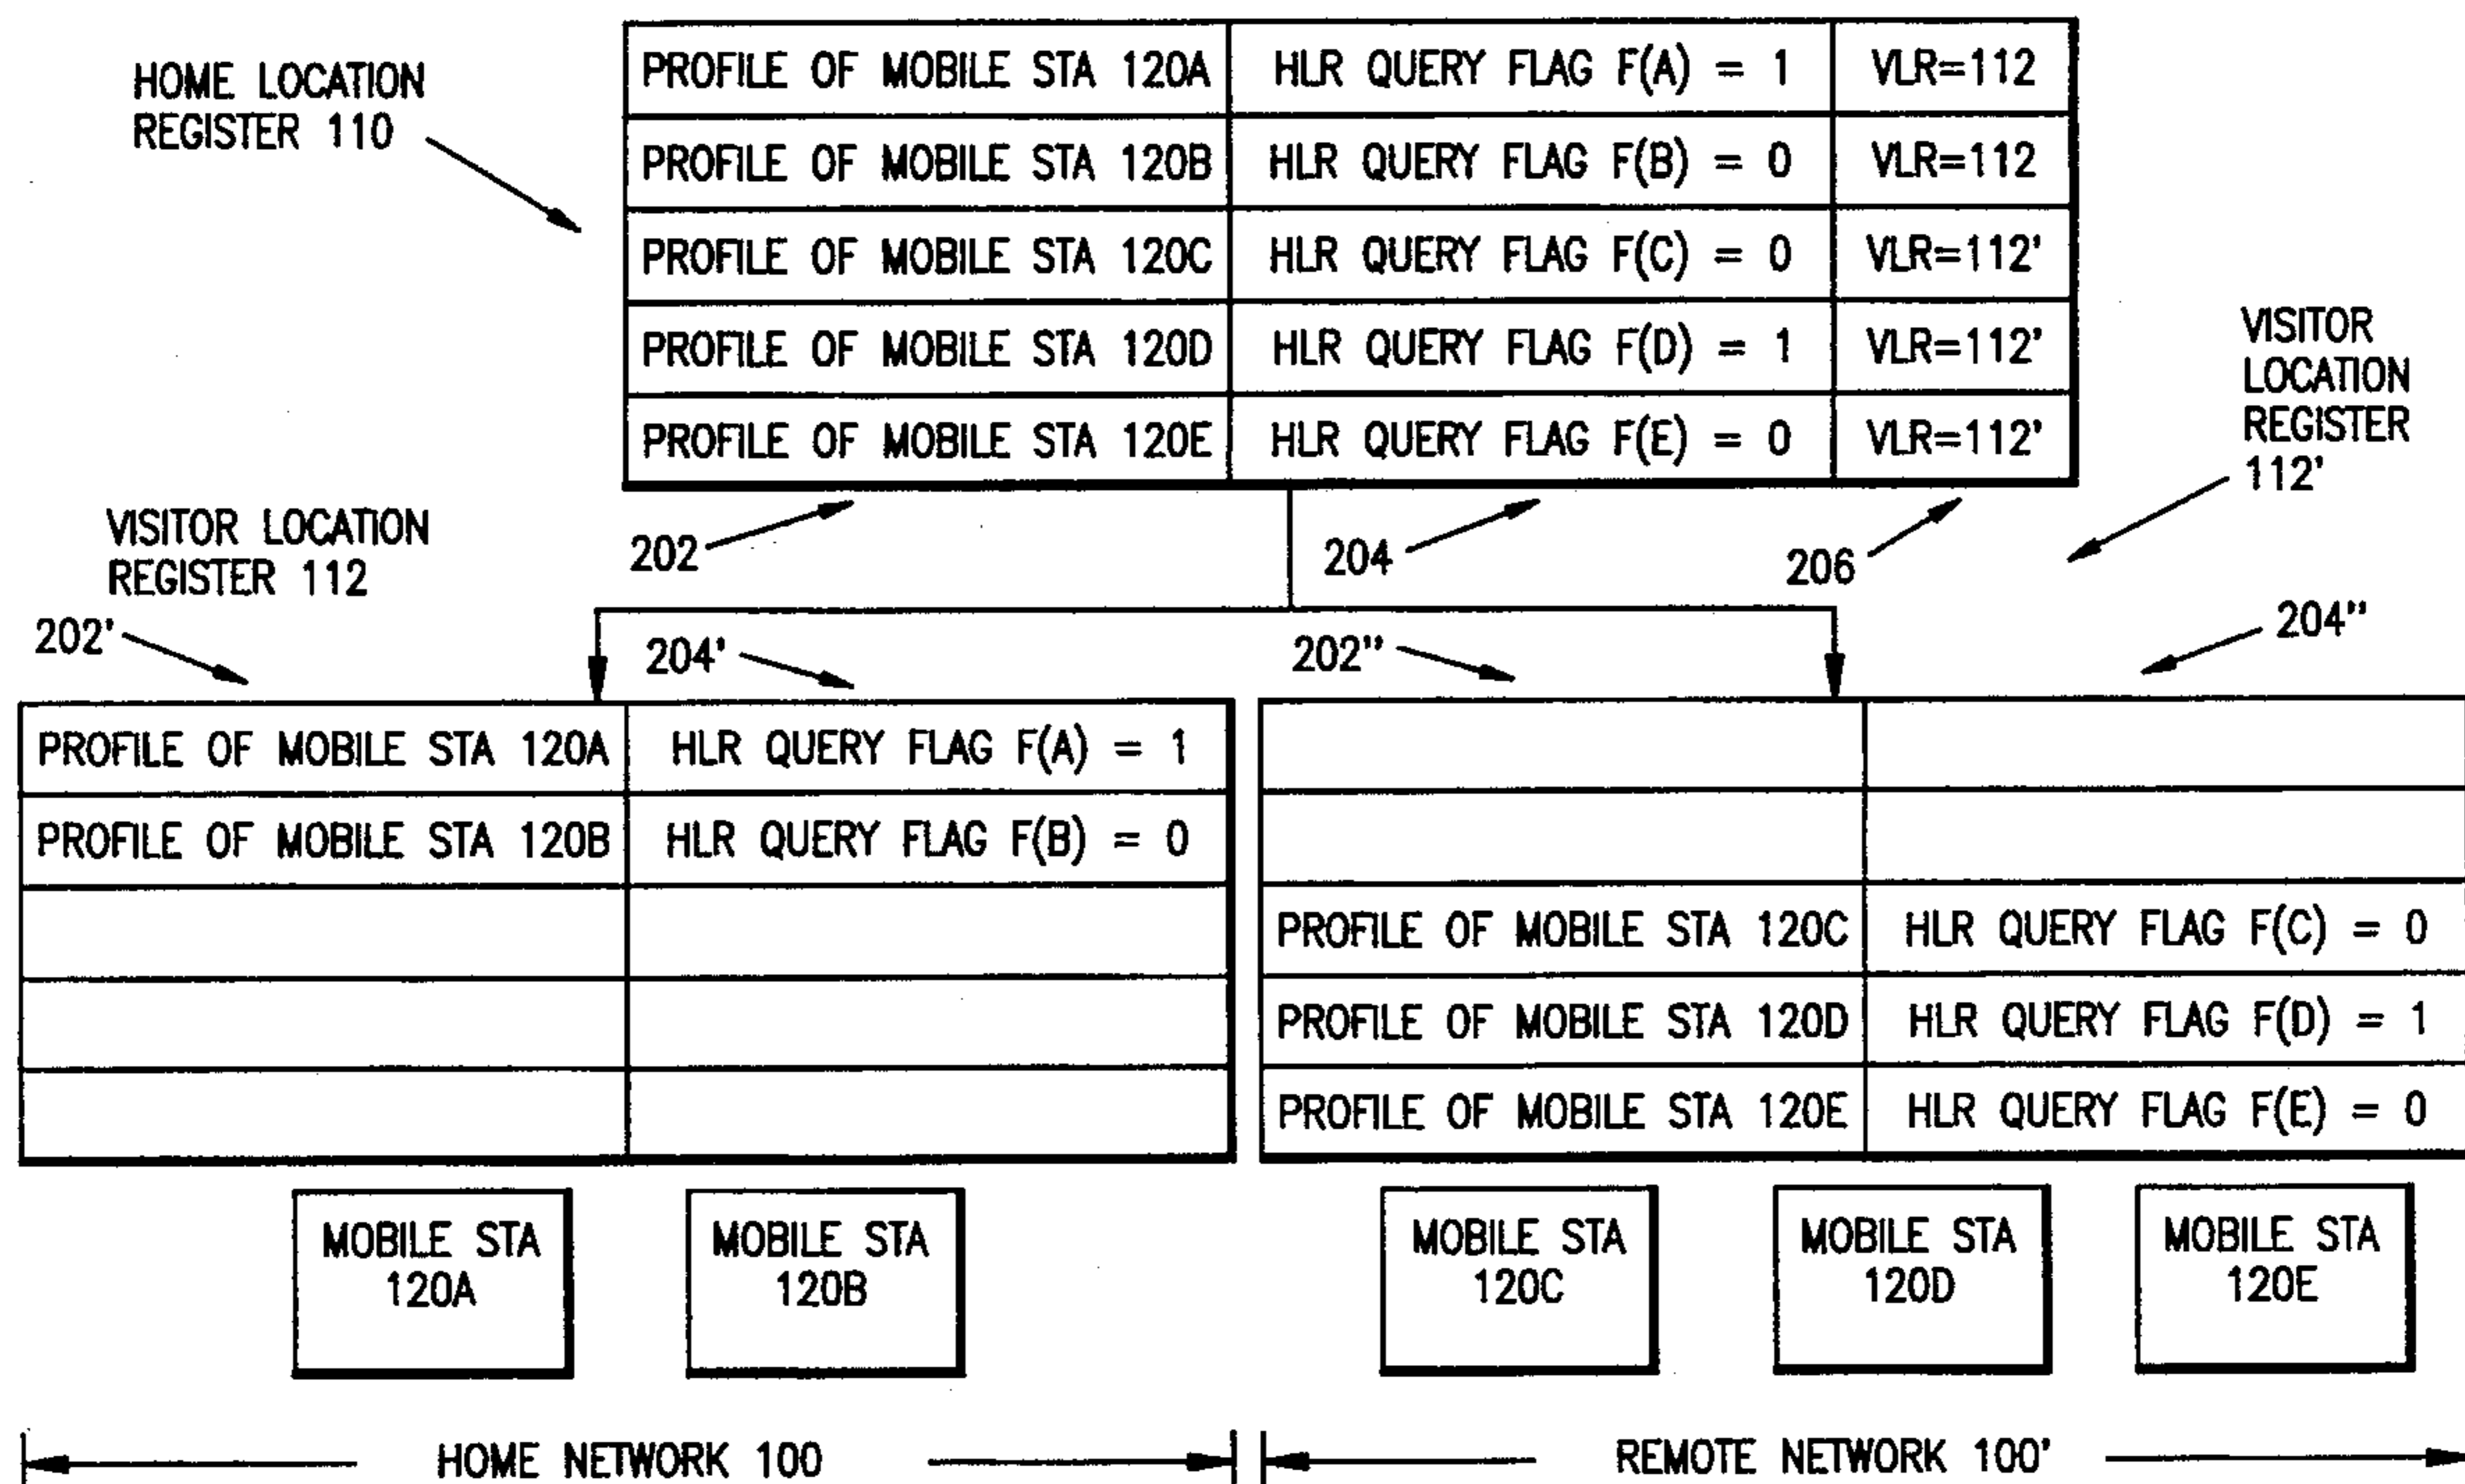 HOME LOCATION
REGISTER 110
PROFILE OF MOBILE STA 120A HLR QUERY FLAG F(A) = 1 VLR=112
PROFILE OF MOBILE STA 120B HLR QUERY FLAG F(B) = 0 VLR=112
PROFILE OF MOBILE STA 120C HLR QUERY FLAG F(C) = 0 VLR=112'
PROFILE OF MOBILE STA 120D HLR QUERY FLAG F(D) = 1 VLR=112'
PROFILE OF MOBILE STA 120E HLR QUERY FLAG F(E) = 0 VLR=112'
VISITOR
LOCATION
REGISTER
112'
202
204
206
VISITOR LOCATION
REGISTER 112
202'
204'
202"
204"
PROFILE OF MOBILE STA 120A HLR QUERY FLAG F(A) = 1
PROFILE OF MOBILE STA 120B HLR QUERY FLAG F(B) = 0
PROFILE OF MOBILE STA 120C HLR QUERY FLAG F(C) = 0
PROFILE OF MOBILE STA 120D HLR QUERY FLAG F(D) = 1
PROFILE OF MOBILE STA 120E HLR QUERY FLAG F(E) = 0
MOBILE STA
120A
MOBILE STA
120B
MOBILE STA
120C
MOBILE STA
120D
MOBILE STA
120E
HOME NETWORK 100
REMOTE NETWORK 100'